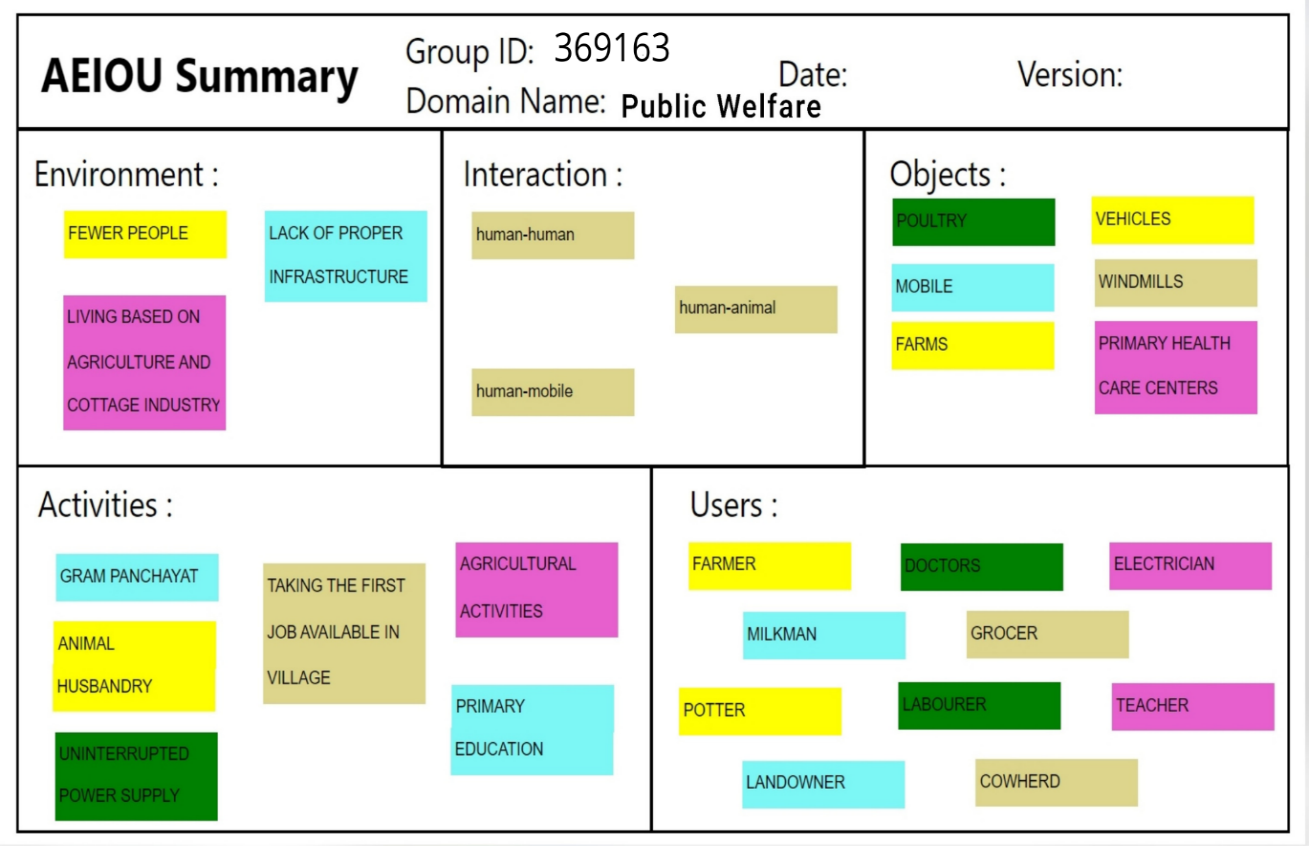 AEIOU Summary
Group ID: 369163
Domain Name: Public Welfare
Date:
Version:
Environment :
FEWER PEOPLE
LACK OF PROPER
INFRASTRUCTURE
LIVING BASED ON
AGRICULTURE AND
COTTAGE INDUSTRY
Interaction :
human-human
human-animal
human-mobile
Objects :
POULTRY
VEHICLES
MOBILE
WINDMILLS
FARMS
PRIMARY HEALTH
CARE CENTERS
Activities :
GRAM PANCHAYAT
TAKING THE FIRST
JOB AVAILABLE IN
VILLAGE
AGRICULTURAL
ACTIVITIES
ANIMAL
HUSBANDRY
PRIMARY
EDUCATION
UNINTERRUPTED
POWER SUPPLY
Users :
FARMER
DOCTORS
ELECTRICIAN
MILKMAN
GROCER
POTTER
LABOURER
TEACHER
LANDOWNER
COWHERD